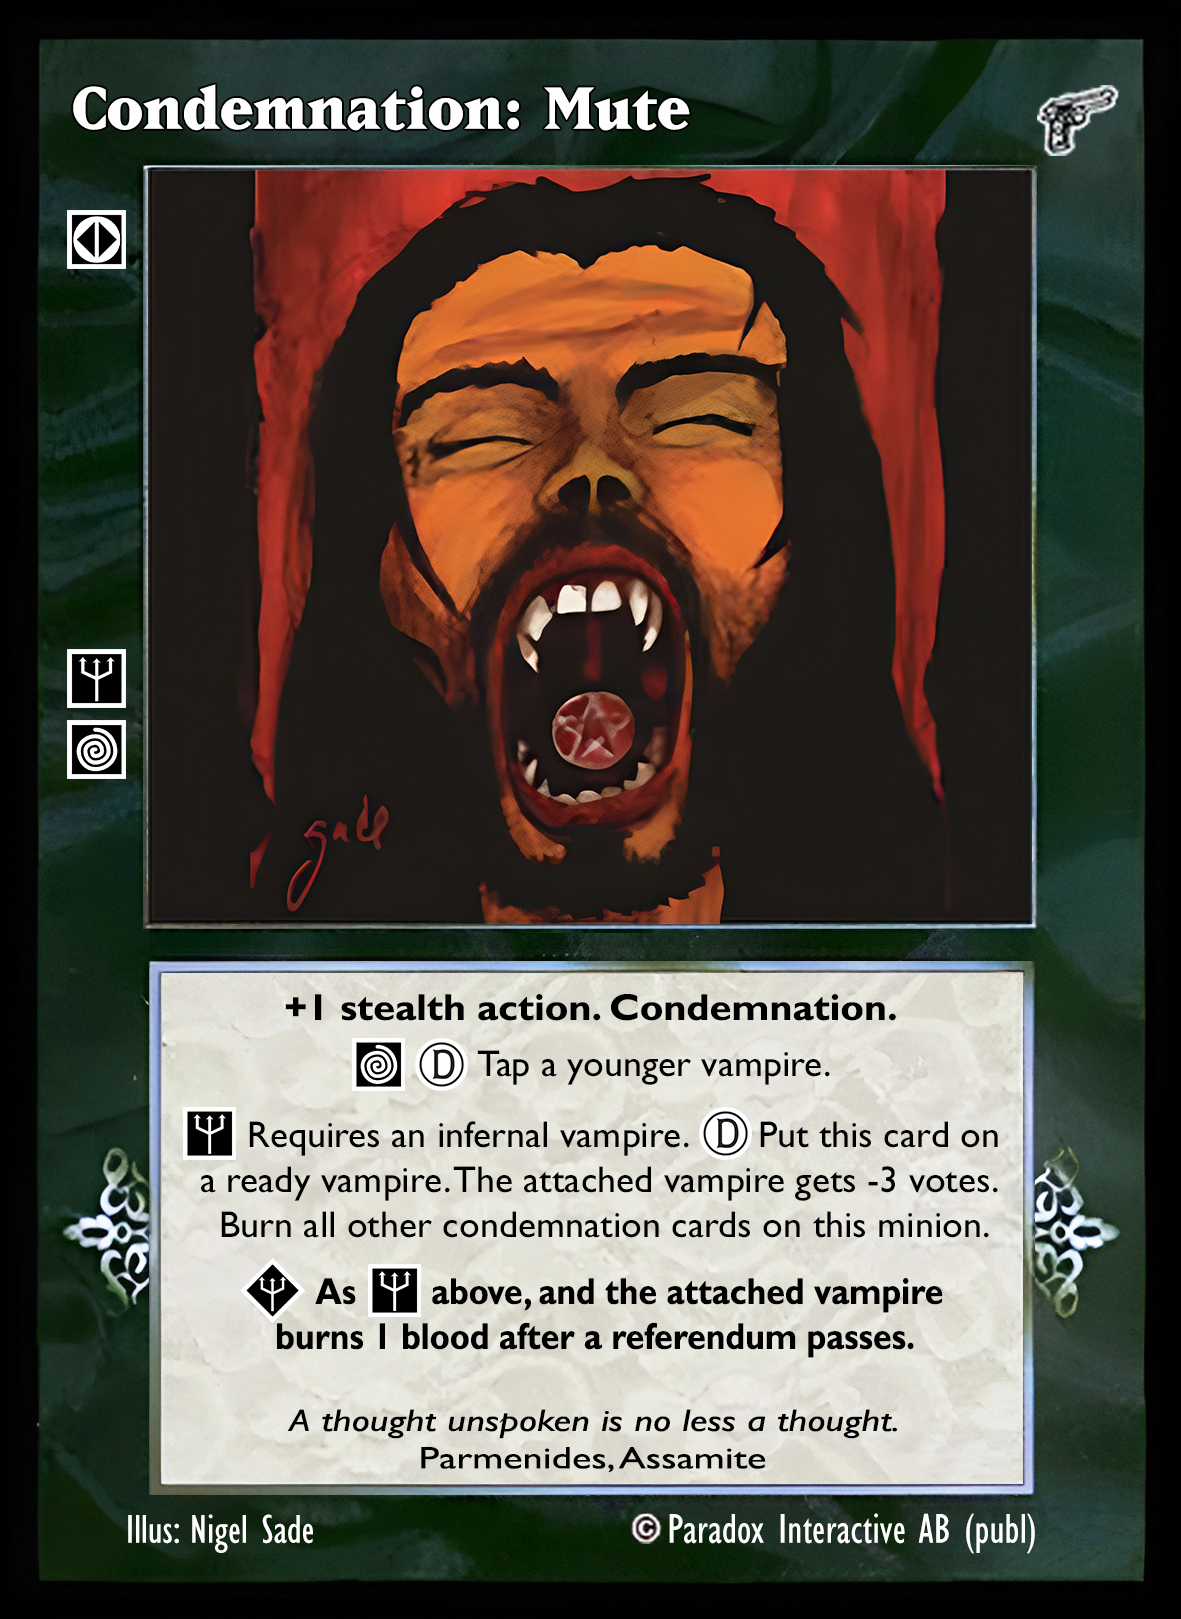 Condemnation: Mute
gade
+1 stealth action. Condemnation.
D Tap a younger vampire.
Requires an infernal vampire. D Put this card on
a ready vampire. The attached vampire gets -3 votes.
Burn all other condemnation cards on this minion.
As above, and the attached vampire
burns 1 blood after a referendum passes.
A thought unspoken is no less a thought.
Parmenides, Assamite
Illus: Nigel Sade © Paradox Interactive AB (publ)